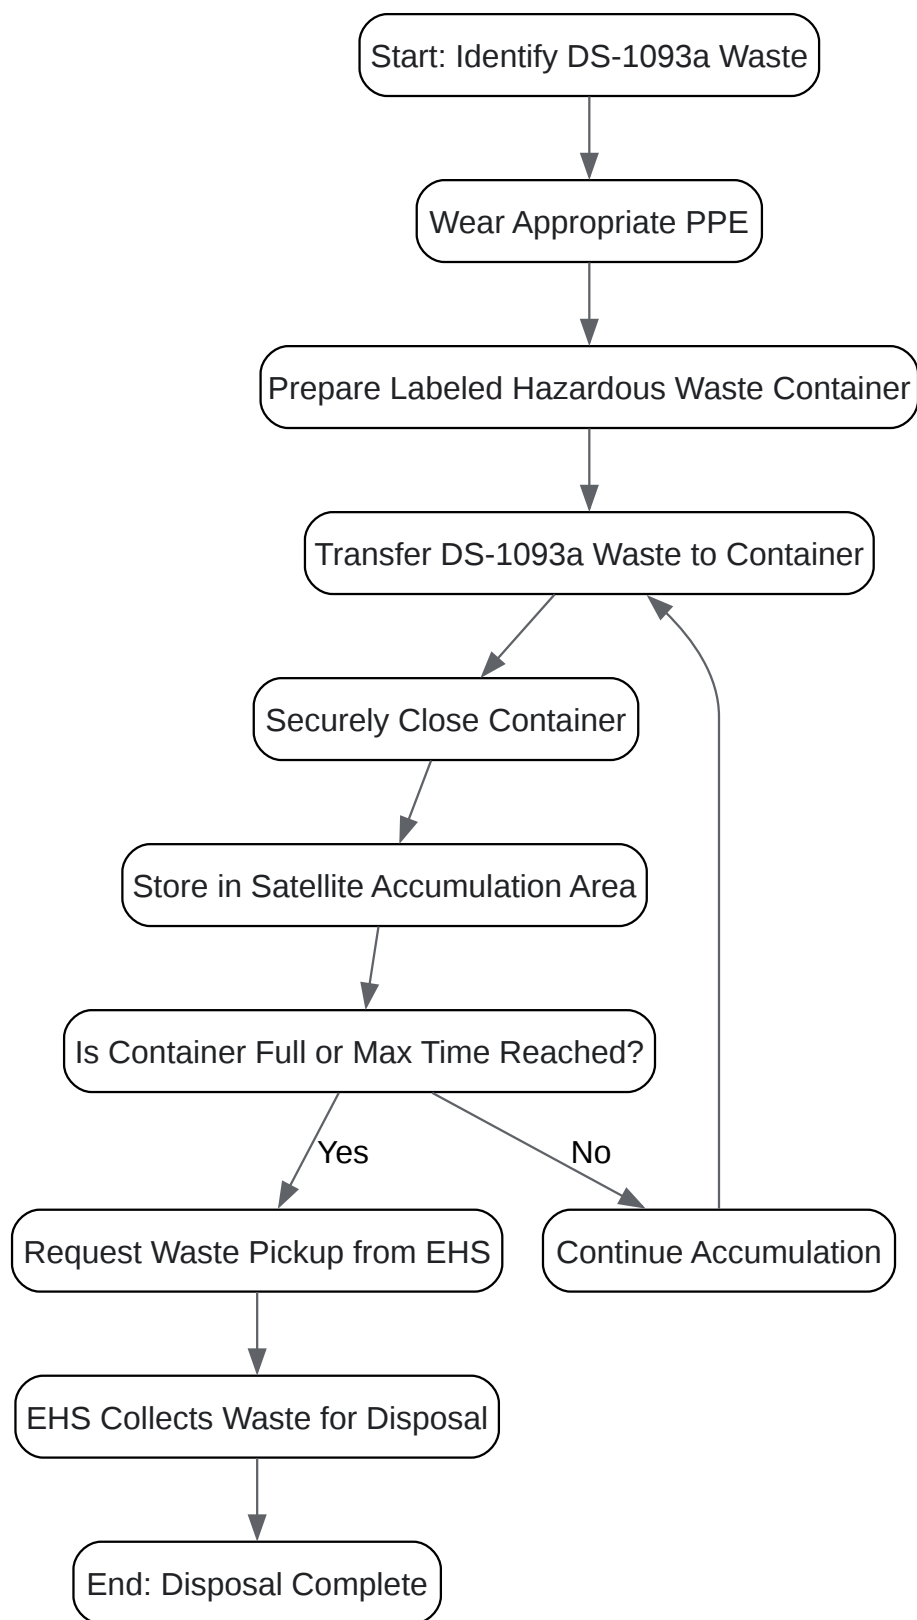 Start: Identify DS-1093a Waste
Wear Appropriate PPE
Prepare Labeled Hazardous Waste Container
Transfer DS-1093a Waste to Container
Securely Close Container
Store in Satellite Accumulation Area
Is Container Full or Max Time Reached?
Yes
No
Request Waste Pickup from EHS
Continue Accumulation
EHS Collects Waste for Disposal
End: Disposal Complete